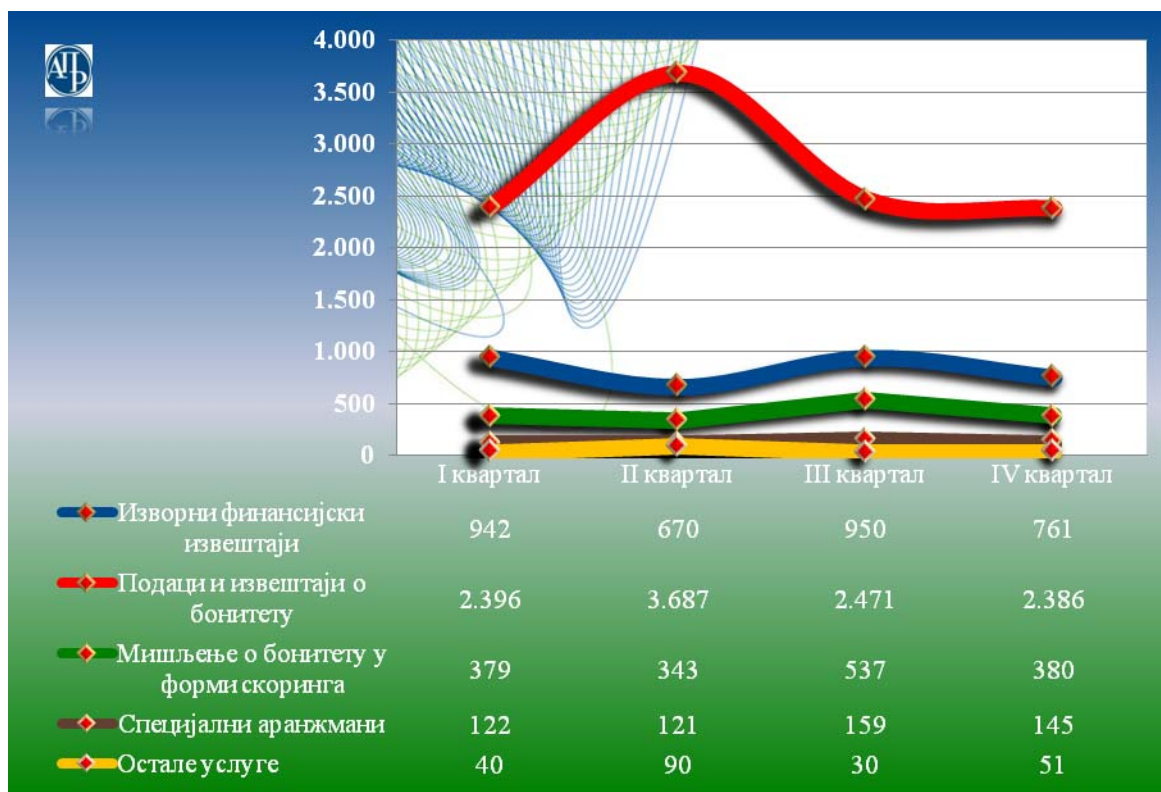 АПР
4.000
3.500
3.000
2.500
2.000
1.500
1.000
500
0
I квартал II квартал III квартал IV квартал
Изворни финансијски
извештаји 942 670 950 761
Подаци и извештаји о
бонитету 2.396 3.687 2.471 2.386
Мишљење о бонитету у
форми скоринга 379 343 537 380
Специјални аранжмани 122 121 159 145
Остале услуге 40 90 30 51